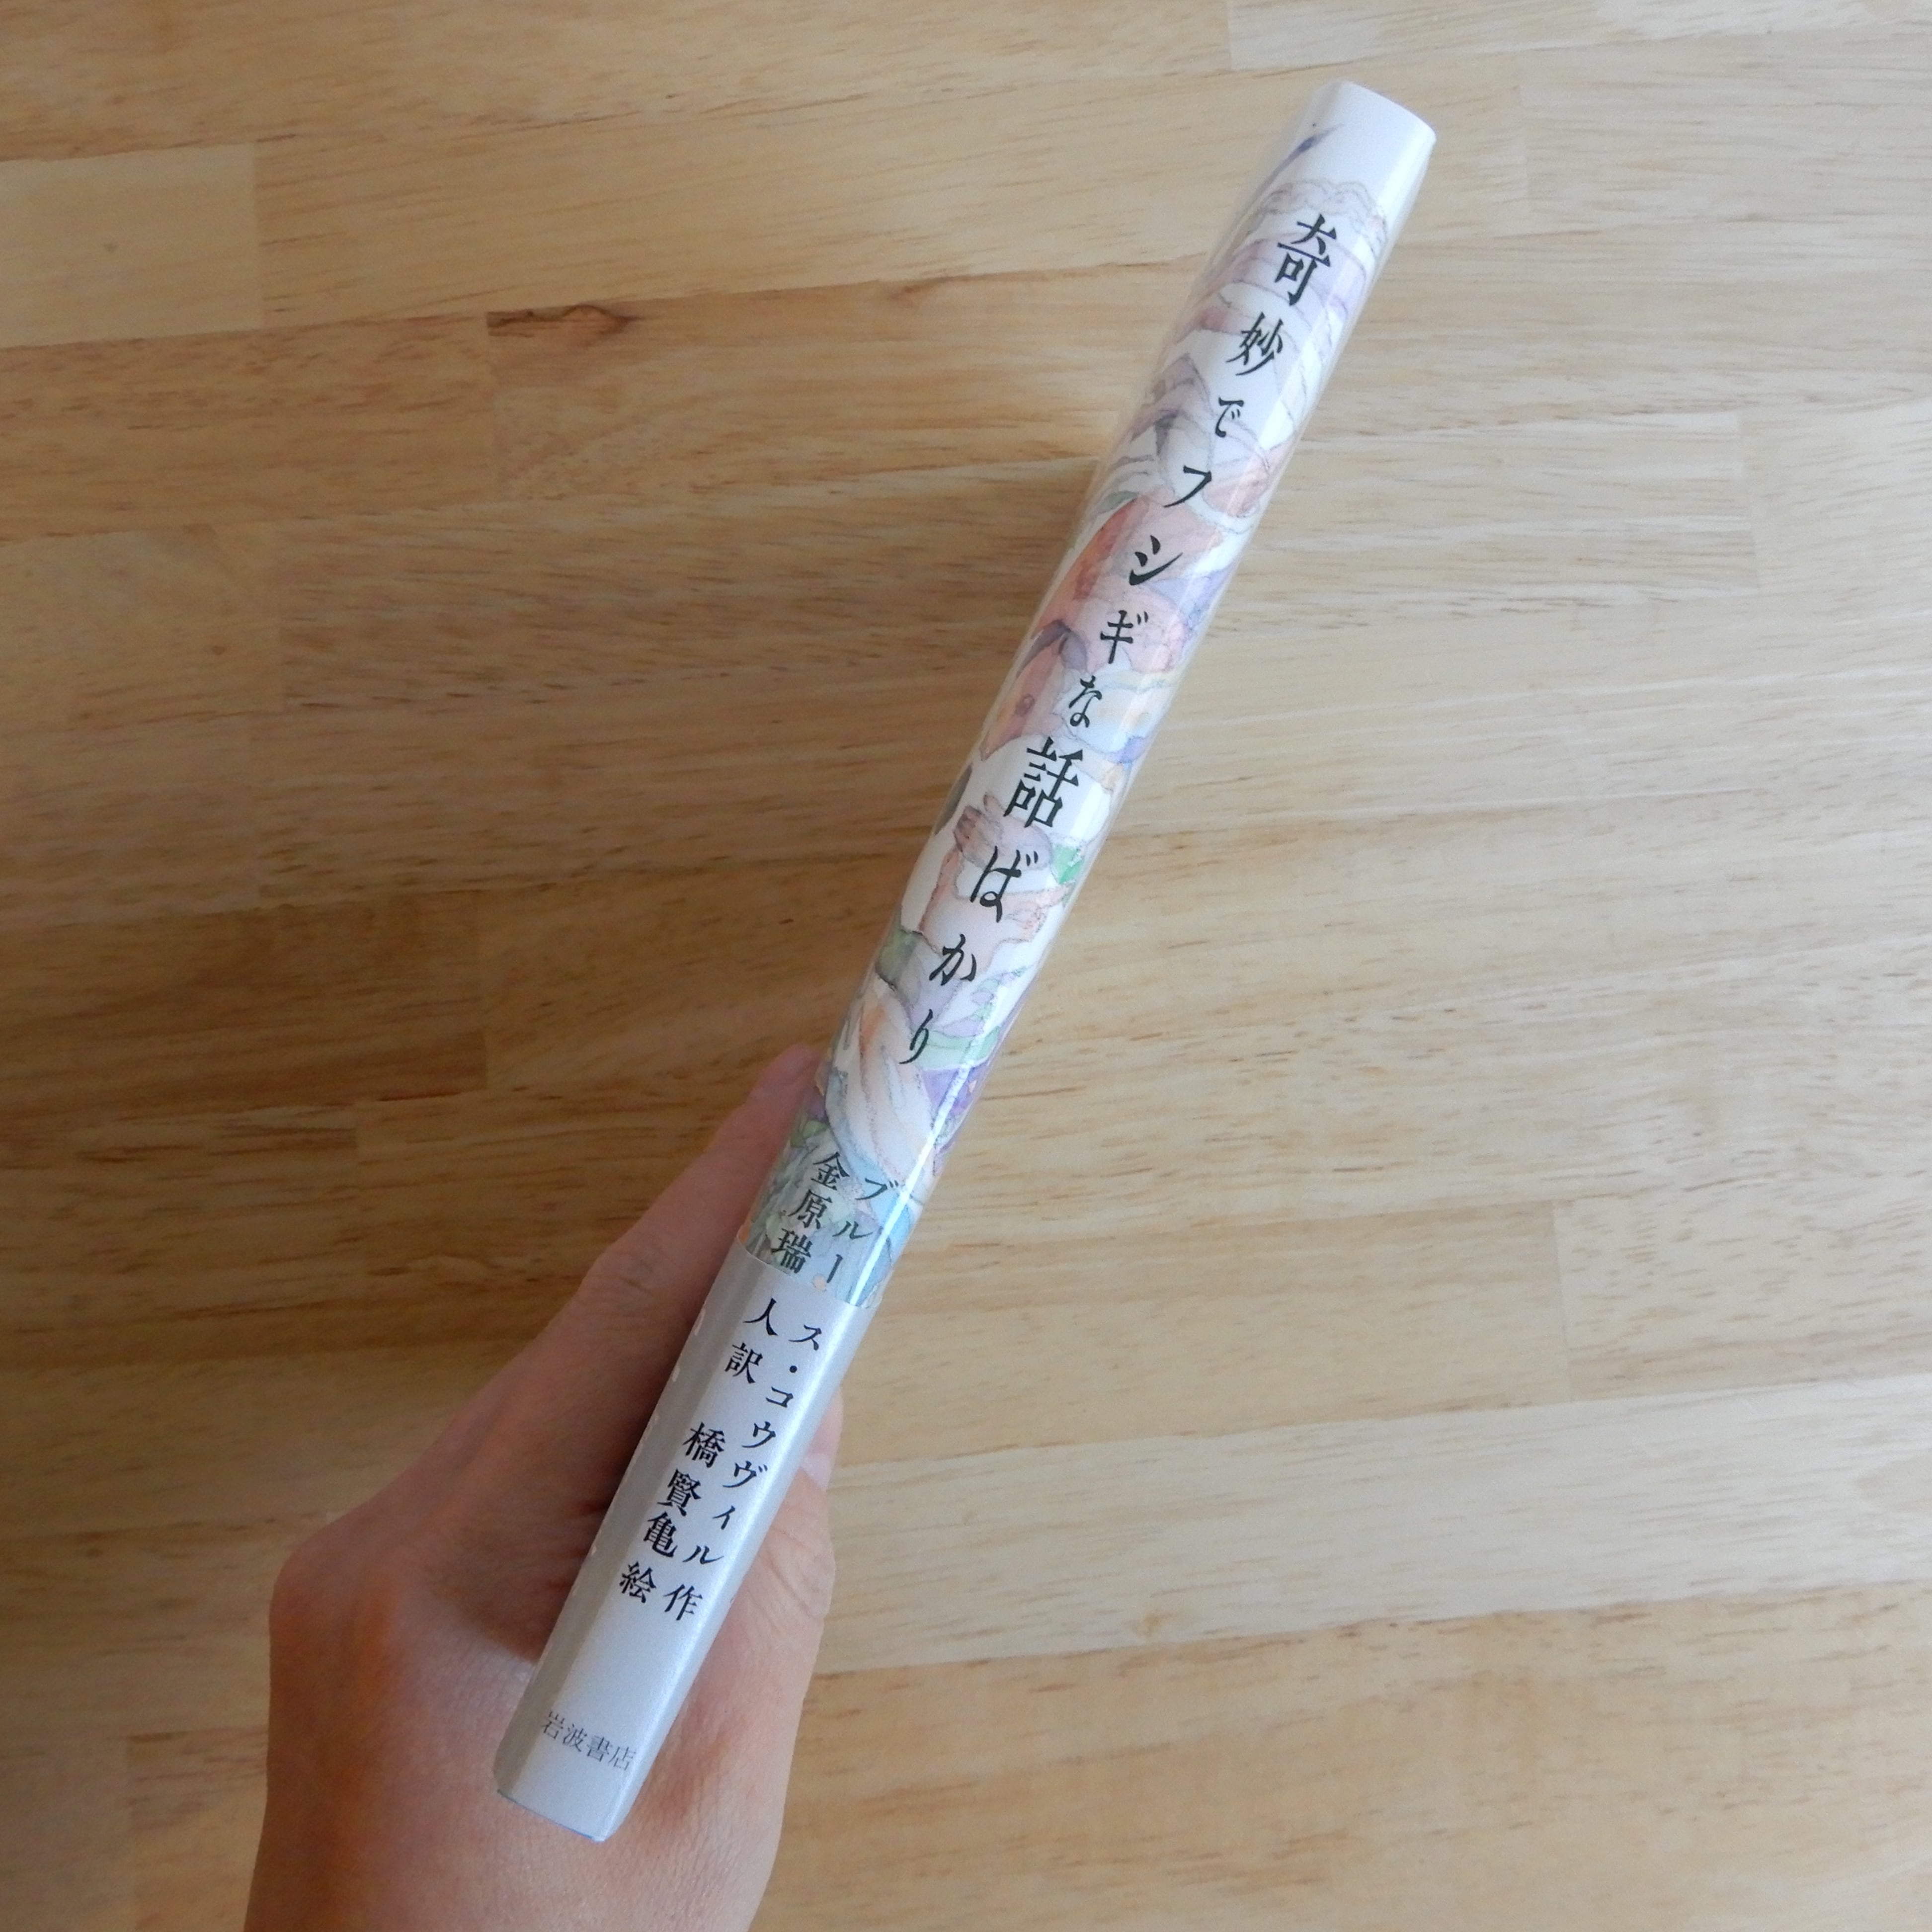 奇妙でフシギな話ばかり
ブルース・コウヴィル 作
金原瑞人 訳 橋賢亀 絵
岩波書店